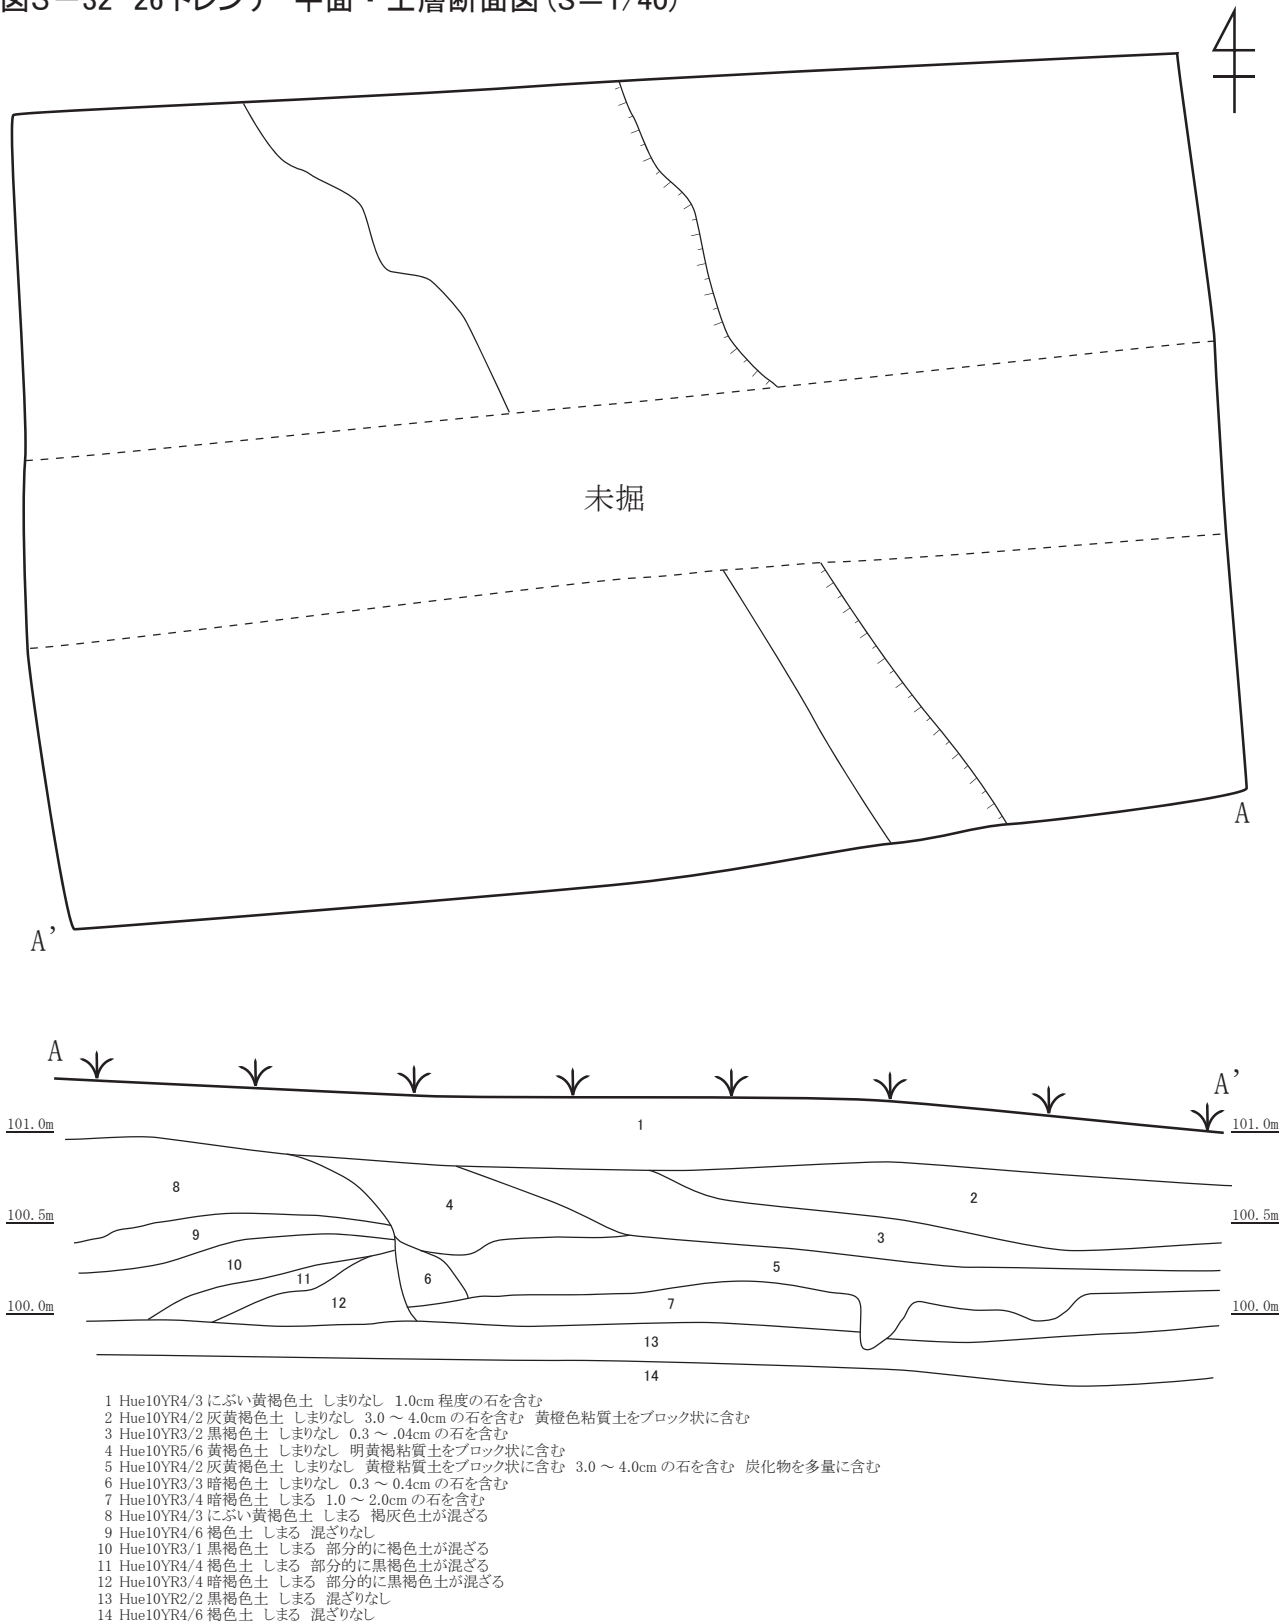 図3－32 26トレンチ 平面・土層断面図(S＝1/40)
未掘
A
A’
A
A’
101.0m
101.0m
1
8
4
2
100.5m
100.5m
9
3
10
5
11
6
12
7
100.0m
100.0m
13
14
1 Hue10YR4/3 にぶい黄褐色土 しまりなし 1.0cm 程度の石を含む
2 Hue10YR4/2 灰黄褐色土 しまりなし 3.0 ～ 4.0cm の石を含む 黄橙色粘質土をブロック状に含む
3 Hue10YR3/2 黒褐色土 しまりなし 0.3 ～ .04cm の石を含む
4 Hue10YR5/6 黄褐色土 しまりなし 明黄褐粘質土をブロック状に含む
5 Hue10YR4/2 灰黄褐色土 しまりなし 黄橙粘質土をブロック状に含む 3.0 ～ 4.0cm の石を含む 炭化物を多量に含む
6 Hue10YR3/3 暗褐色土 しまりなし 0.3 ～ 0.4cm の石を含む
7 Hue10YR3/4 暗褐色土 しまる 1.0 ～ 2.0cm の石を含む
8 Hue10YR4/3 にぶい黄褐色土 しまる 褐灰色土が混ざる
9 Hue10YR4/6 褐色土 しまる 混ざりなし
10 Hue10YR3/1 黒褐色土 しまる 部分的に褐色土が混ざる
11 Hue10YR4/4 褐色土 しまる 部分的に黒褐色土が混ざる
12 Hue10YR3/4 暗褐色土 しまる 部分的に黒褐色土が混ざる
13 Hue10YR2/2 黒褐色土 しまる 混ざりなし
14 Hue10YR4/6 褐色土 しまる 混ざりなし